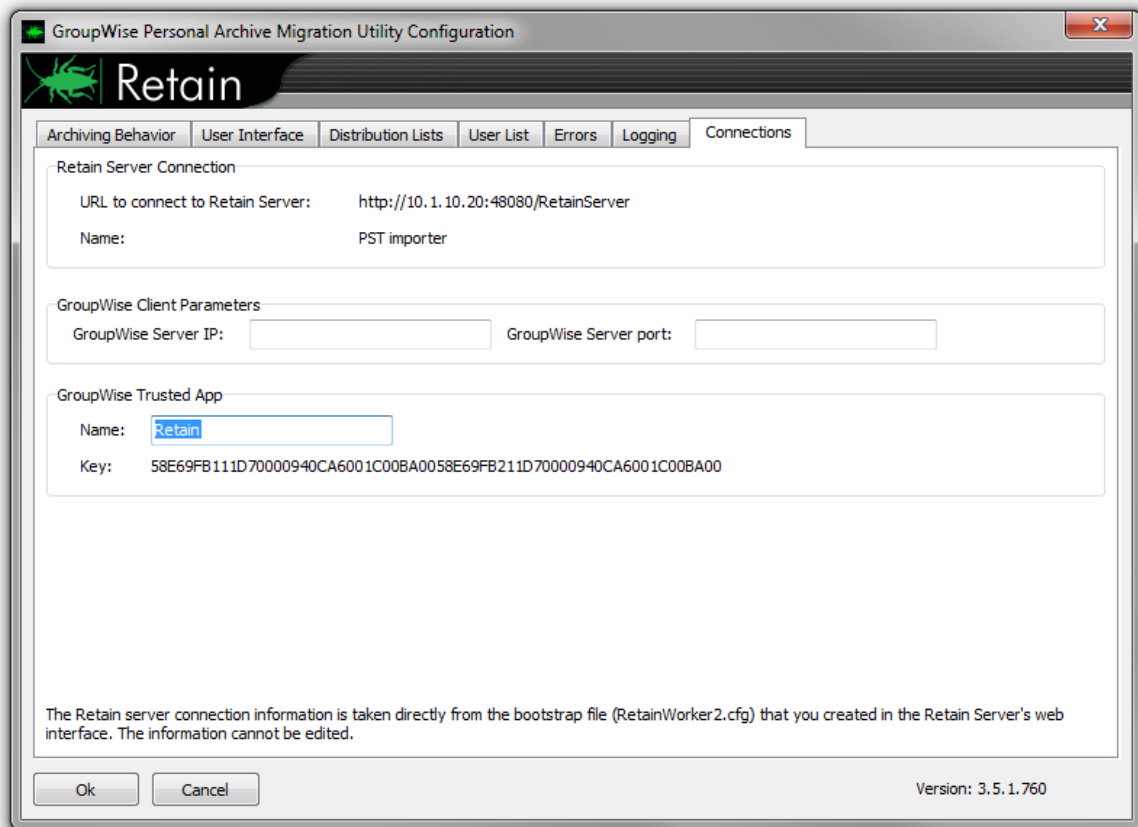 GroupWise Personal Archive Migration Utility Configuration
x
Retain
Archiving Behavior User Interface Distribution Lists User List Errors Logging Connections
Retain Server Connection
URL to connect to Retain Server: http://10.1.10.20:48080/RetainServer
Name: PST importer
GroupWise Client Parameters
GroupWise Server IP: GroupWise Server port:
GroupWise Trusted App
Name: Retain
Key: 58E69FB111D70000940CA6001C00BA0058E69FB211D70000940CA6001C00BA00
The Retain server connection information is taken directly from the bootstrap file (RetainWorker2.cfg) that you created in the Retain Server's web
interface. The information cannot be edited.
Ok Cancel Version: 3.5.1.760